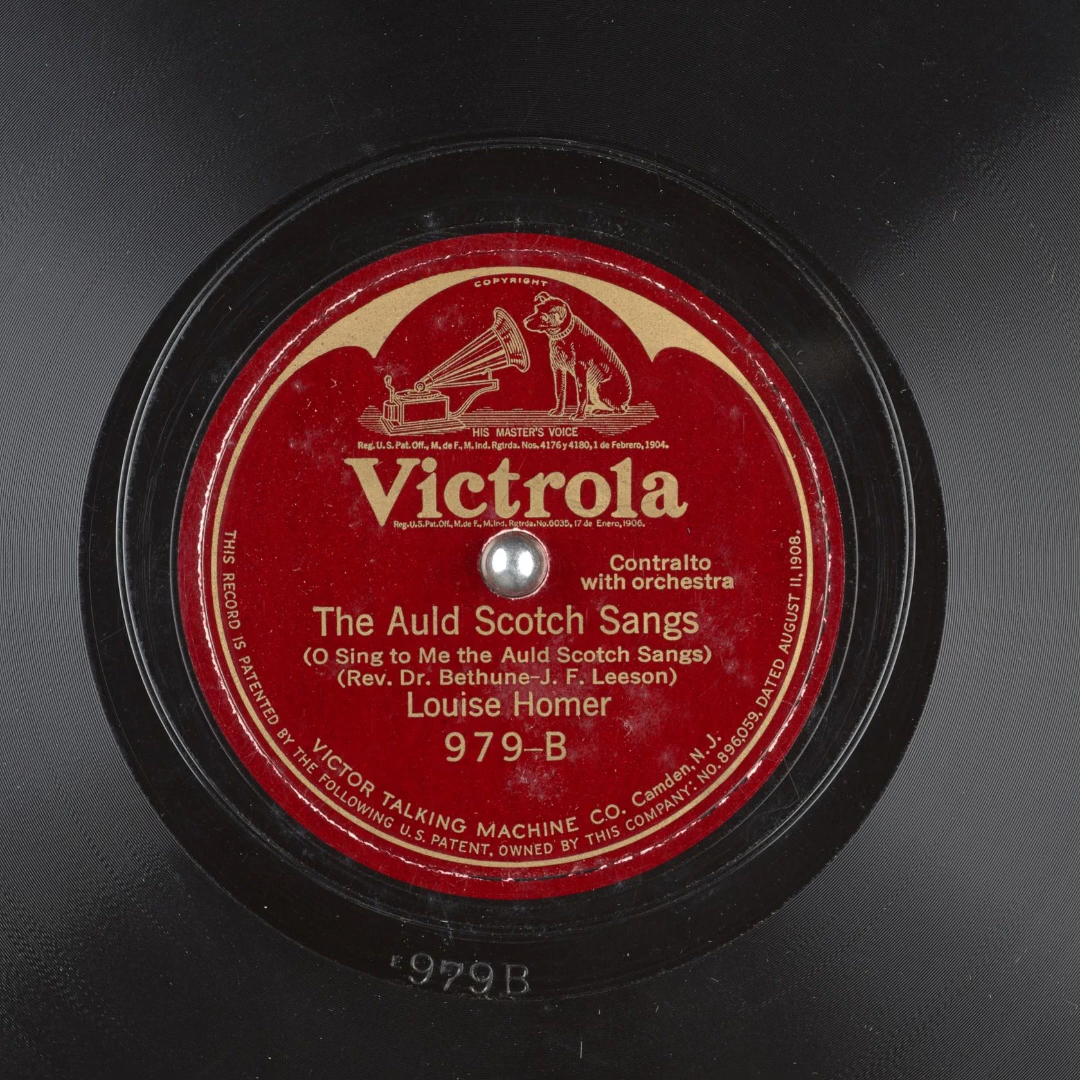 COPYRIGHT
HIS MASTER'S VOICE
Reg. U.S. Pat. Off., M. de F., M. Ind. Rgtrda. Nos. 4176 y 4180, 1 de Febrero, 1904.
Victrola
Reg. U.S. Pat. Off., M. de F., M. Ind. Rgtrda. No. 6035, 17 de Enero, 1906.
Contralto
with orchestra
The Auld Scotch Sangs
(O Sing to Me the Auld Scotch Sangs)
(Rev. Dr. Bethune-J. F. Leeson)
Louise Homer
979-B
VICTOR TALKING MACHINE CO. Camden, N. J.
THIS RECORD IS PATENTED BY THE FOLLOWING U.S. PATENT, OWNED BY THIS COMPANY: NO. 896,059, DATED AUGUST 11, 1908.
E979B